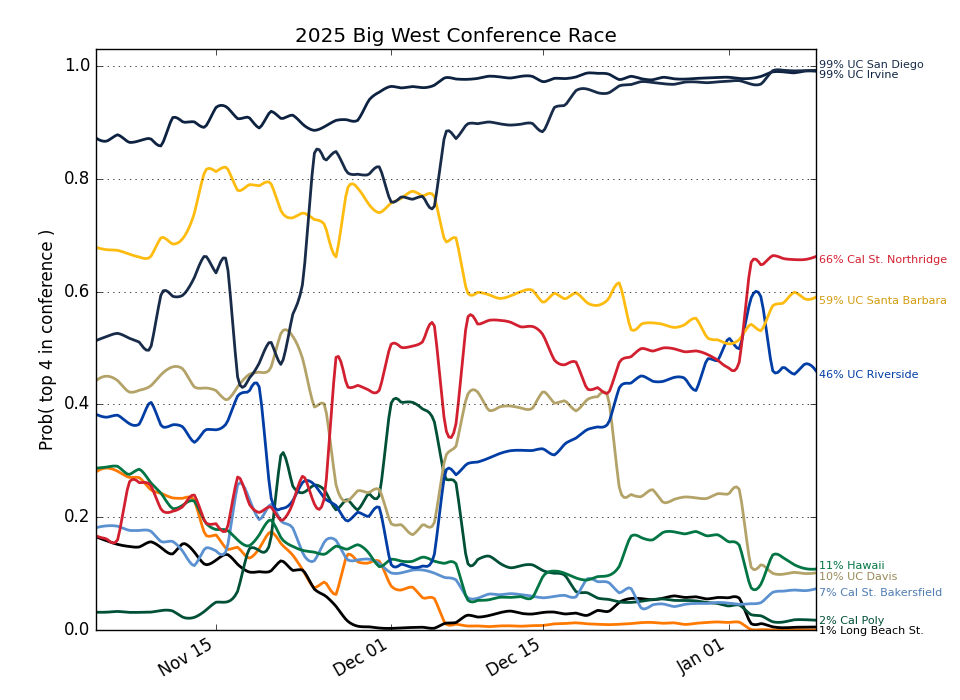 2025 Big West Conference Race
Prob( top 4 in conference )
1.0
0.8
0.6
0.4
0.2
0.0
Nov 15
Dec 01
Dec 15
Jan 01
99% UC San Diego
99% UC Irvine
66% Cal St. Northridge
59% UC Santa Barbara
46% UC Riverside
11% Hawaii
10% UC Davis
7% Cal St. Bakersfield
2% Cal Poly
1% Long Beach St.